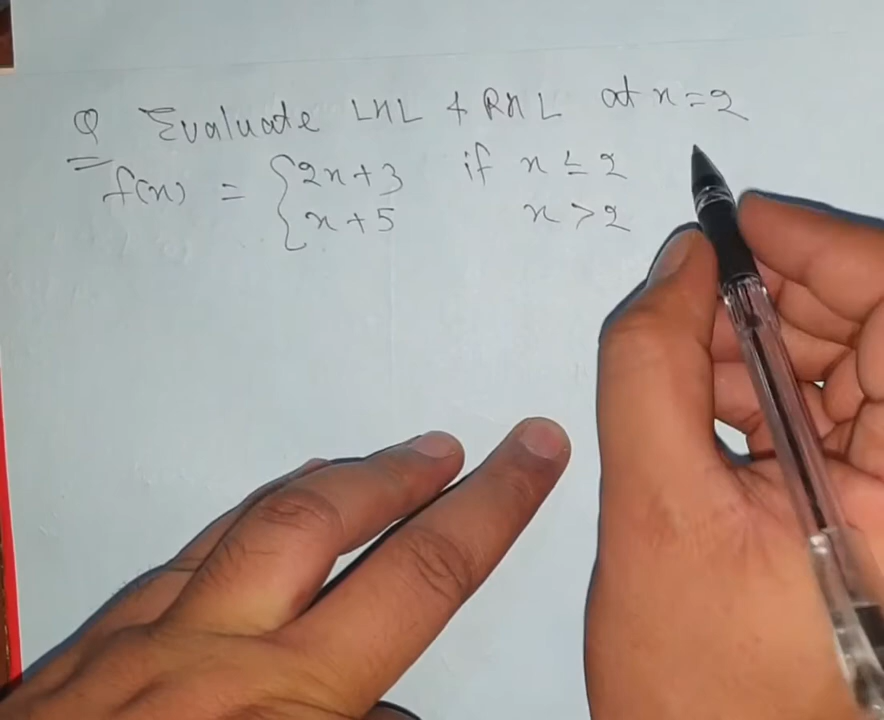 Q Evaluate LHL & RHL at x=2
f(x) = { 2x+3 if x ≤ 2
x+5 x > 2